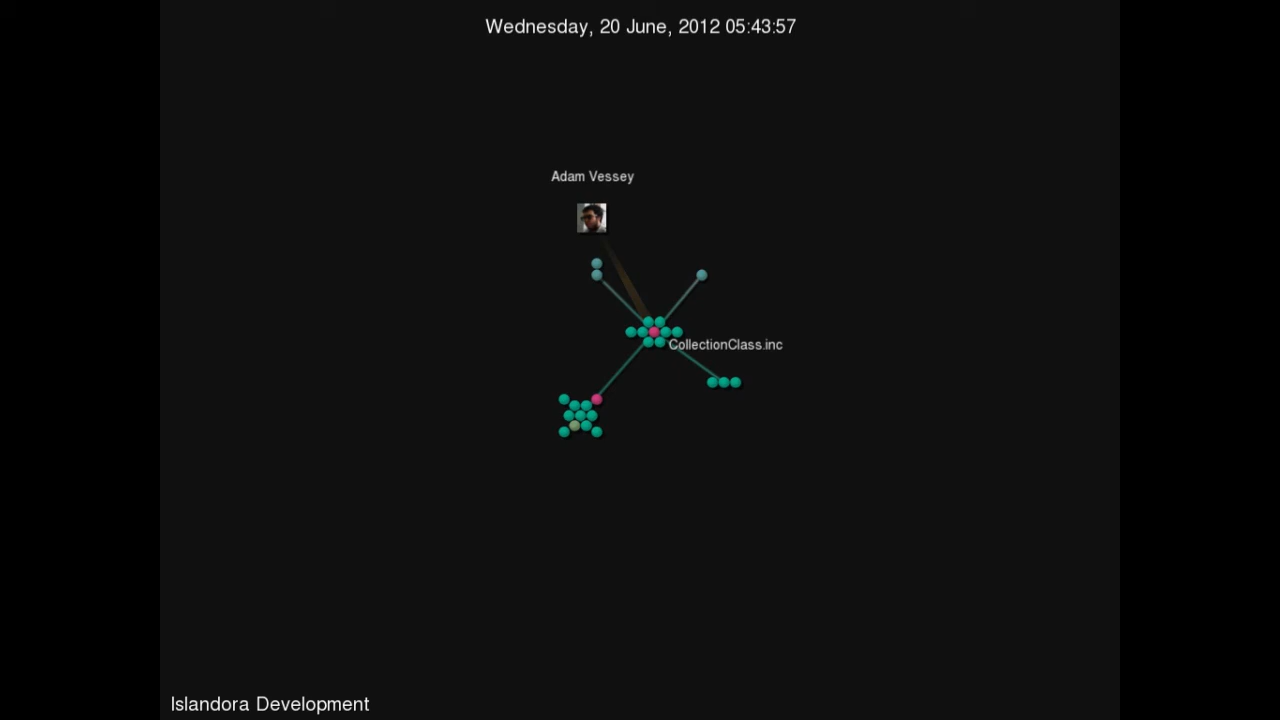 Wednesday, 20 June, 2012 05:43:57
Adam Vessey
CollectionClass.inc
Islandora Development